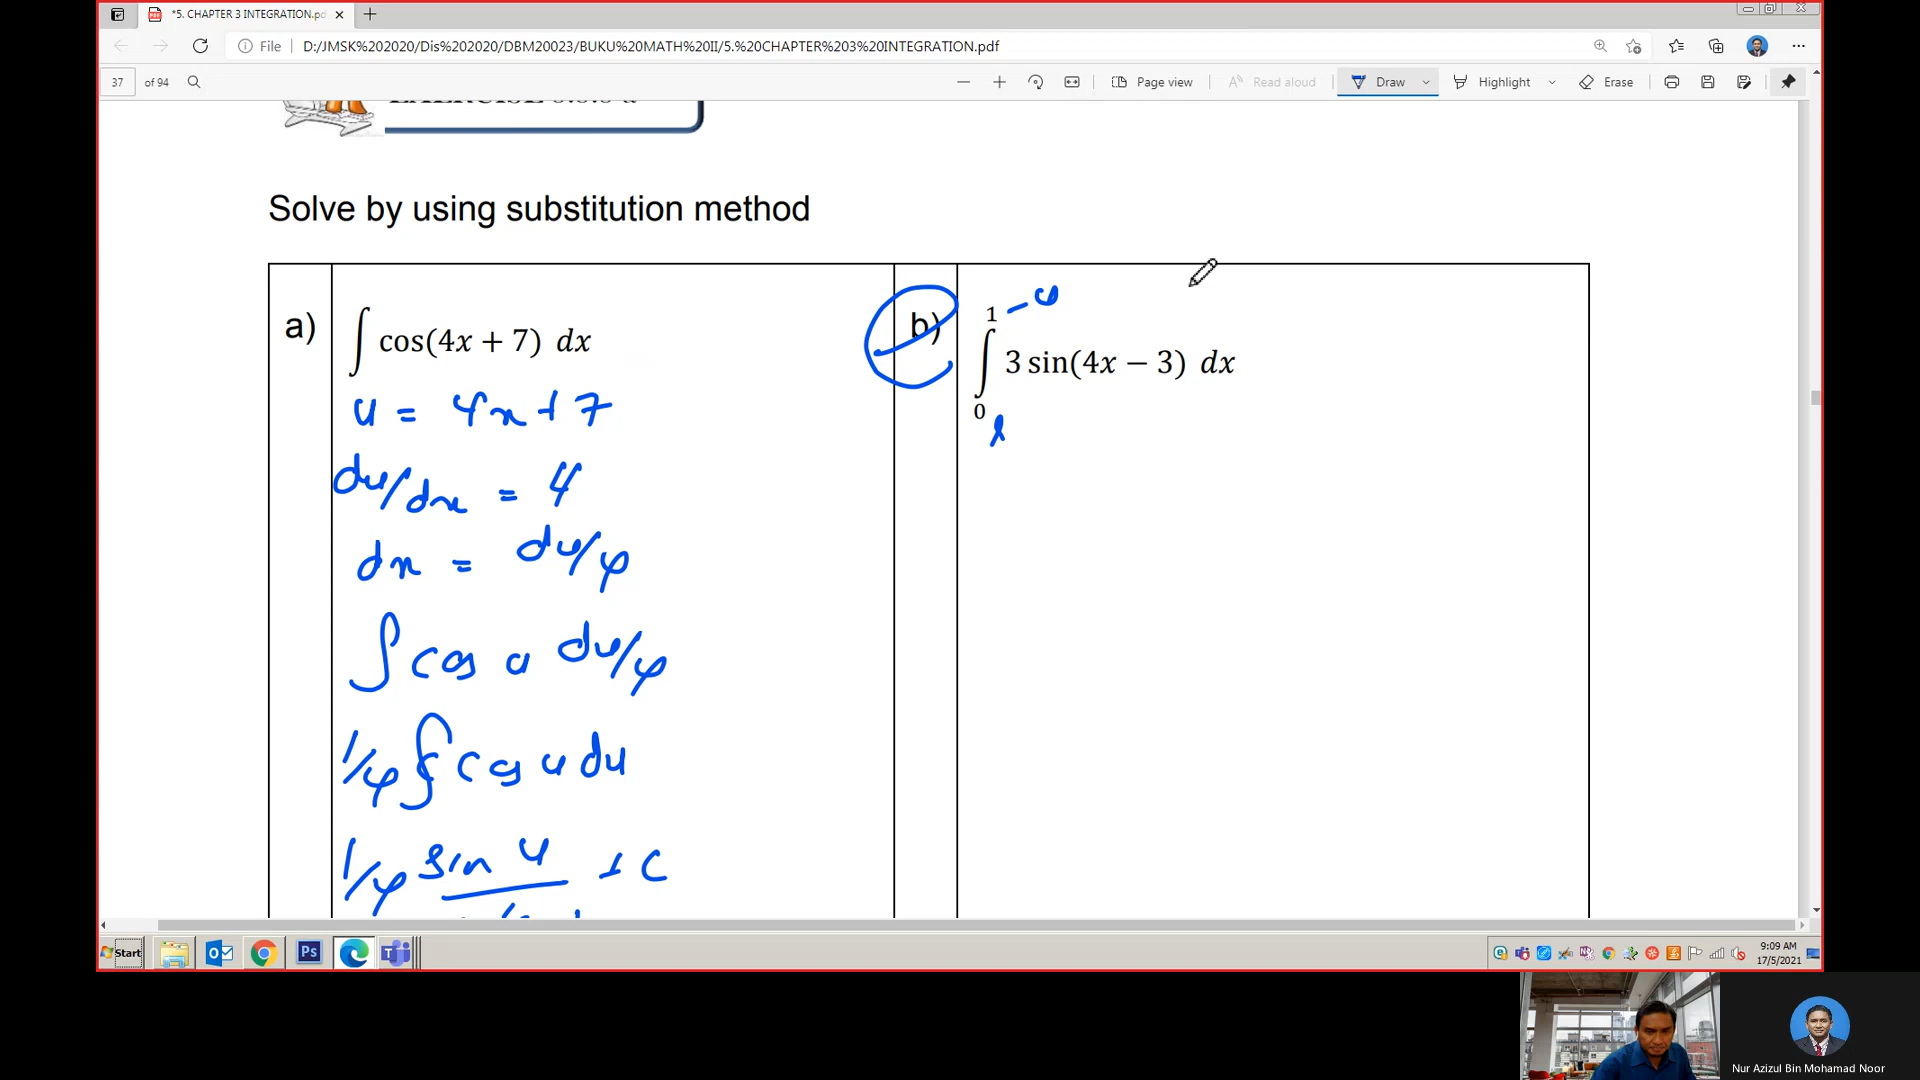 *5. CHAPTER 3 INTEGRATION.pd
File D:/JMSK%202020/Dis%202020/DBM20023/BUKU%20MATH%20II/5.%20CHAPTER%203%20INTEGRATION.pdf
37 of 94 Page view Read aloud Draw Highlight Erase
Solve by using substitution method
a) ∫ cos(4x + 7) dx
u = 4x + 7
du/dx = 4
dx = du/4
∫ cos u du/4
1/4 ∫ cos u du
1/4 sin u + c
b) ∫₀¹ 3 sin(4x − 3) dx
Start
9:09 AM
17/5/2021
Nur Azizul Bin Mohamad Noor